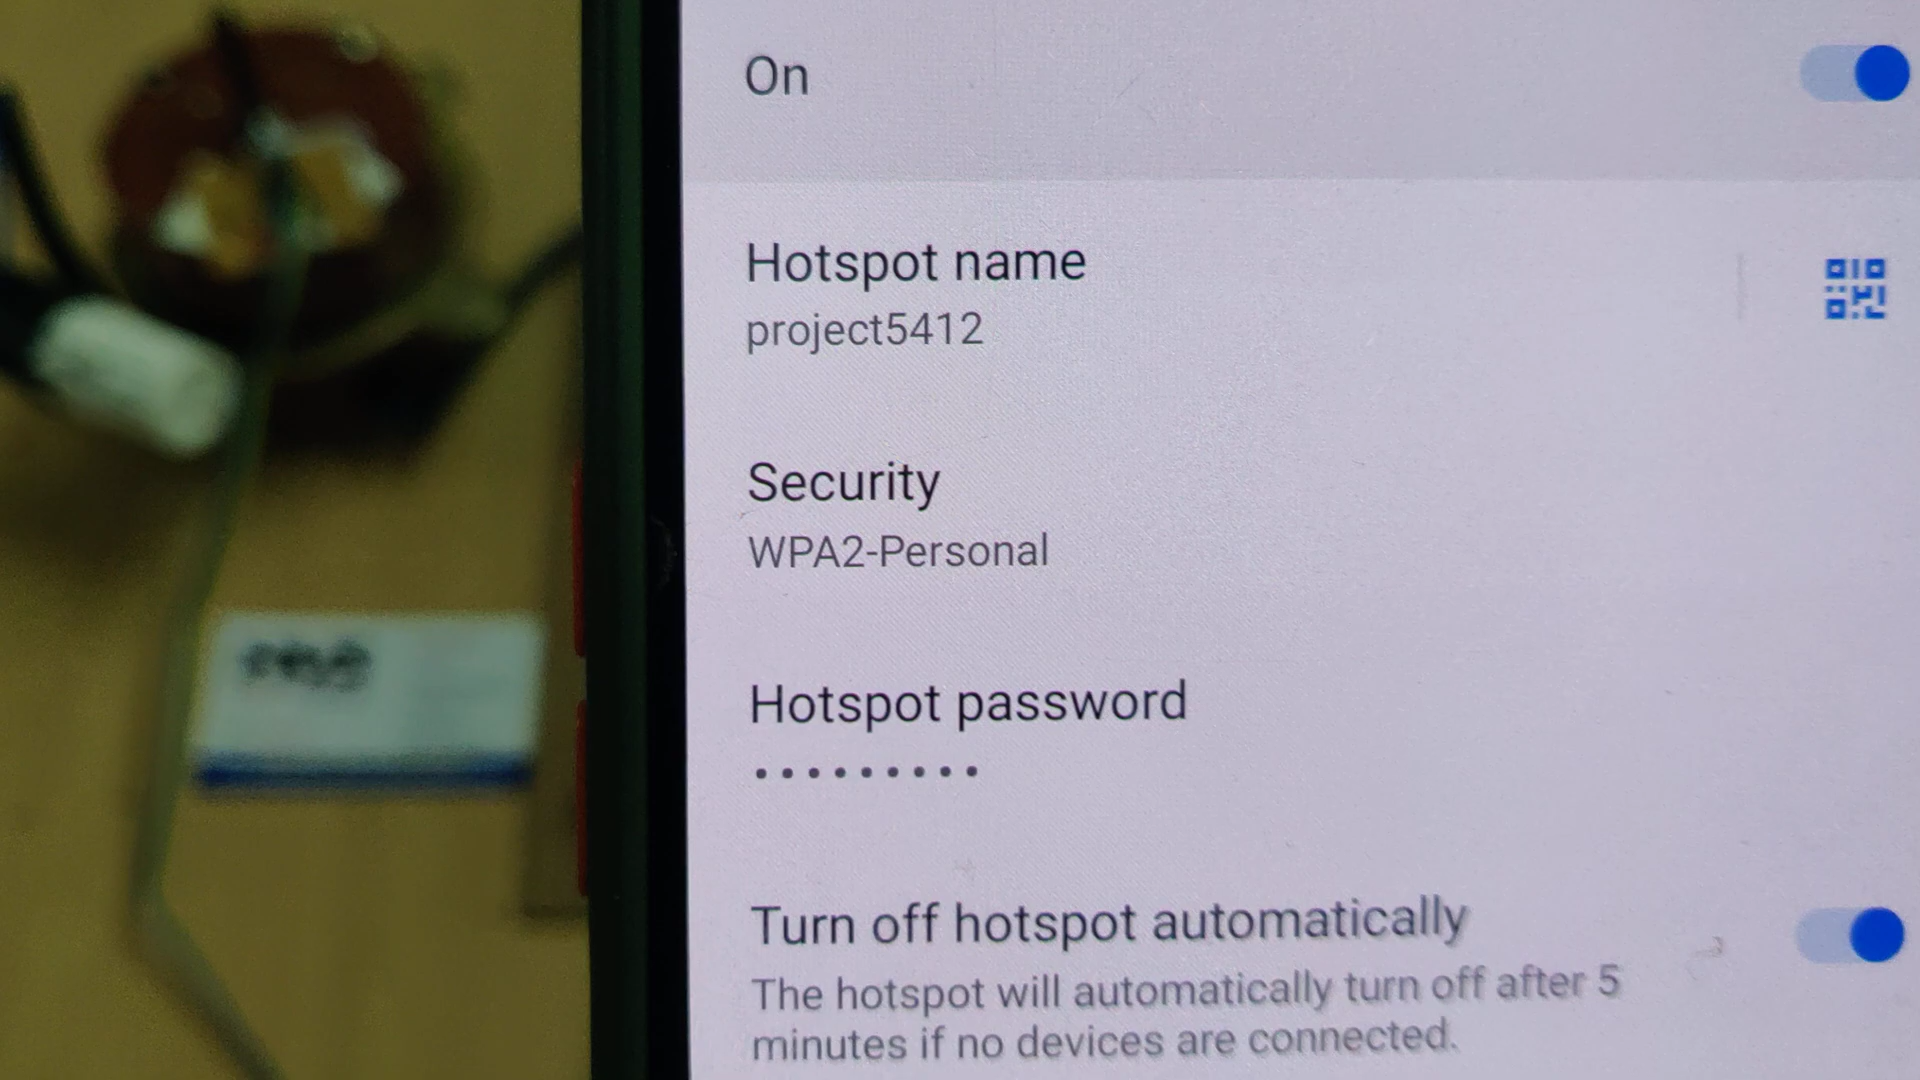 On
Hotspot name
project5412
Security
WPA2-Personal
Hotspot password
•••••••••
Turn off hotspot automatically
The hotspot will automatically turn off after 5
minutes if no devices are connected.